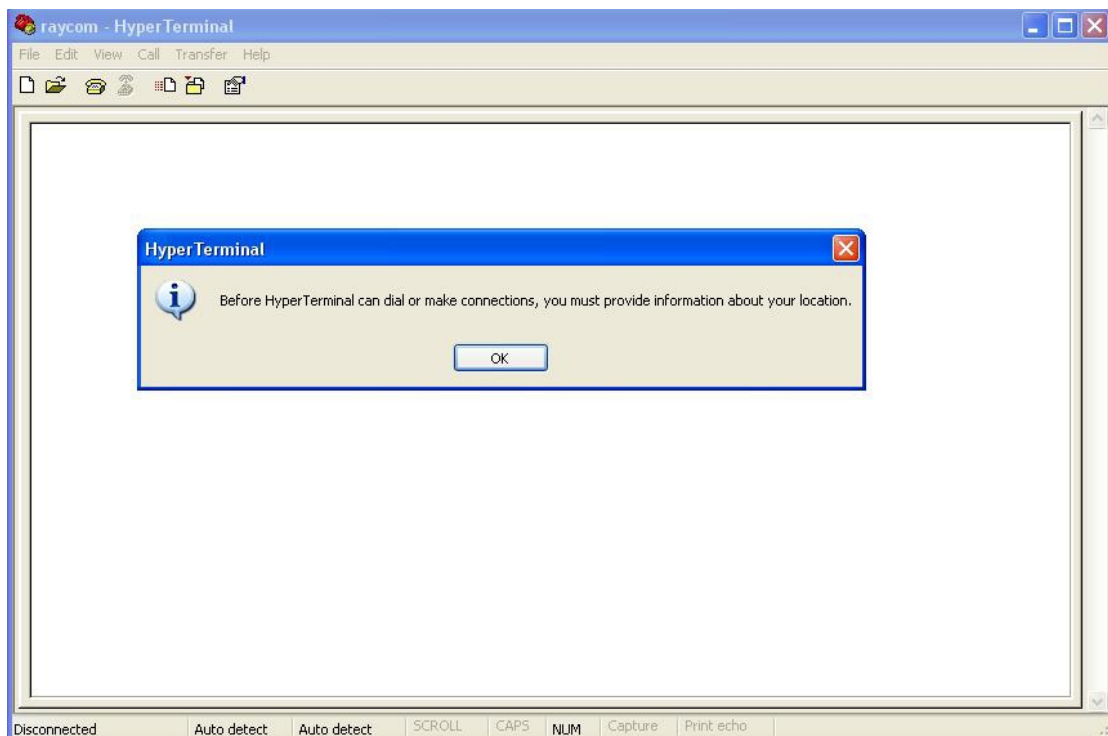 raycom - HyperTerminal
File Edit View Call Transfer Help
HyperTerminal
Before HyperTerminal can dial or make connections, you must provide information about your location.
OK
Disconnected Auto detect Auto detect SCROLL CAPS NUM Capture Print echo